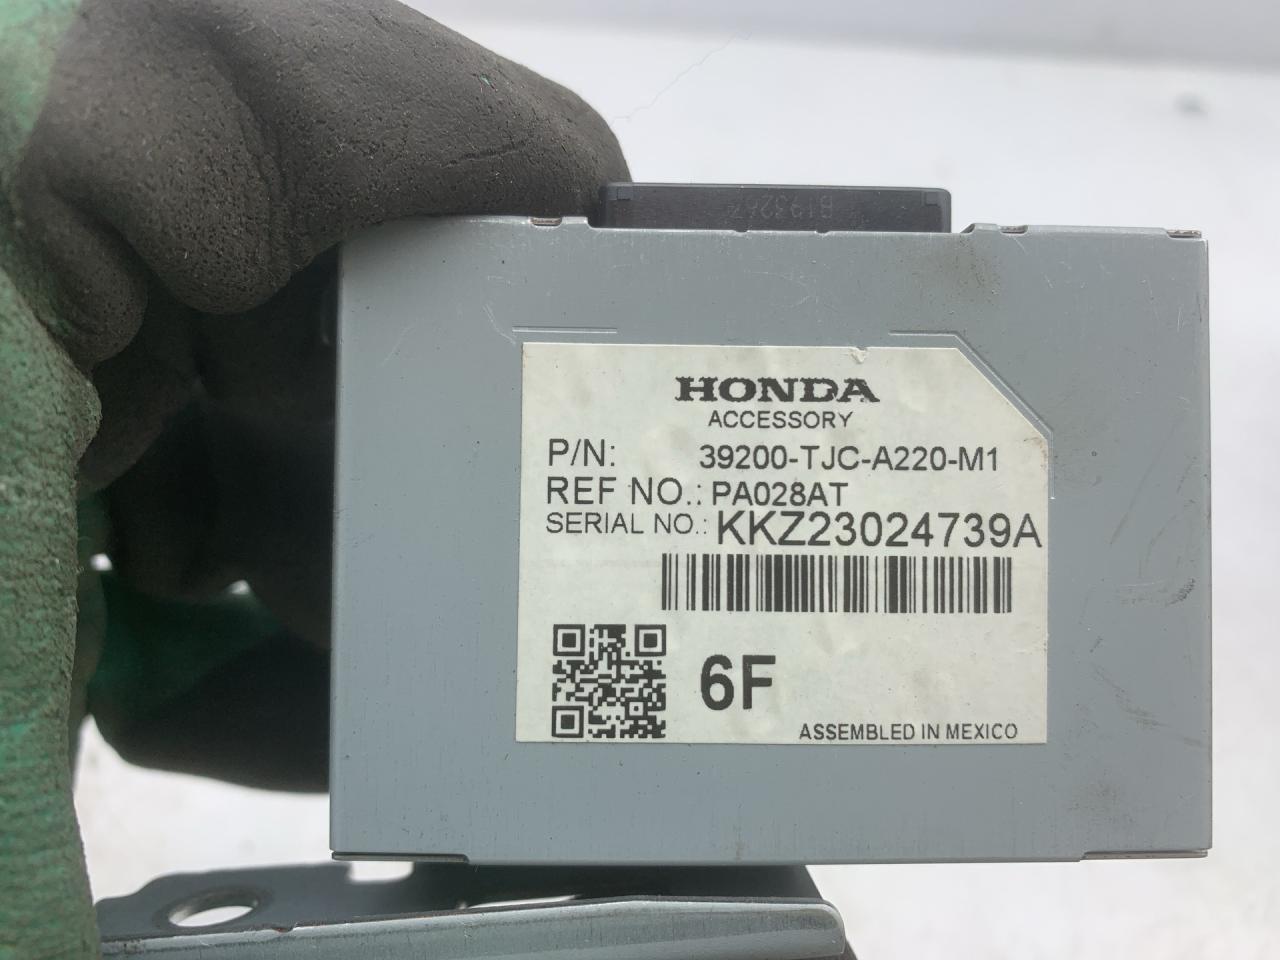 HONDA
ACCESSORY
P/N: 39200-TJC-A220-M1
REF NO.: PA028AT
SERIAL NO.: KKZ23024739A
6F
ASSEMBLED IN MEXICO